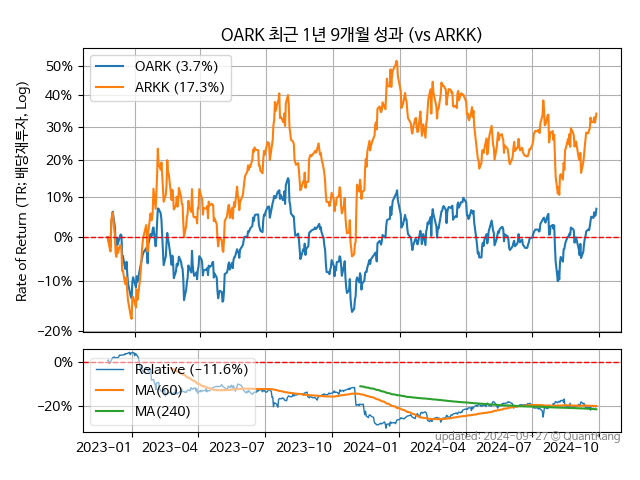 OARK 최근 1년 9개월 성과 (vs ARKK)
OARK (3.7%)
ARKK (17.3%)
Rate of Return (TR: 배당재투자, Log)
50%
40%
30%
20%
10%
0%
−10%
−20%
Relative (−11.6%)
MA(60)
MA(240)
0%
−20%
2023−01 2023−04 2023−07 2023−10 2024−01 2024−04 2024−07 2024−10
updated: 2024−09−27 © QuantKang